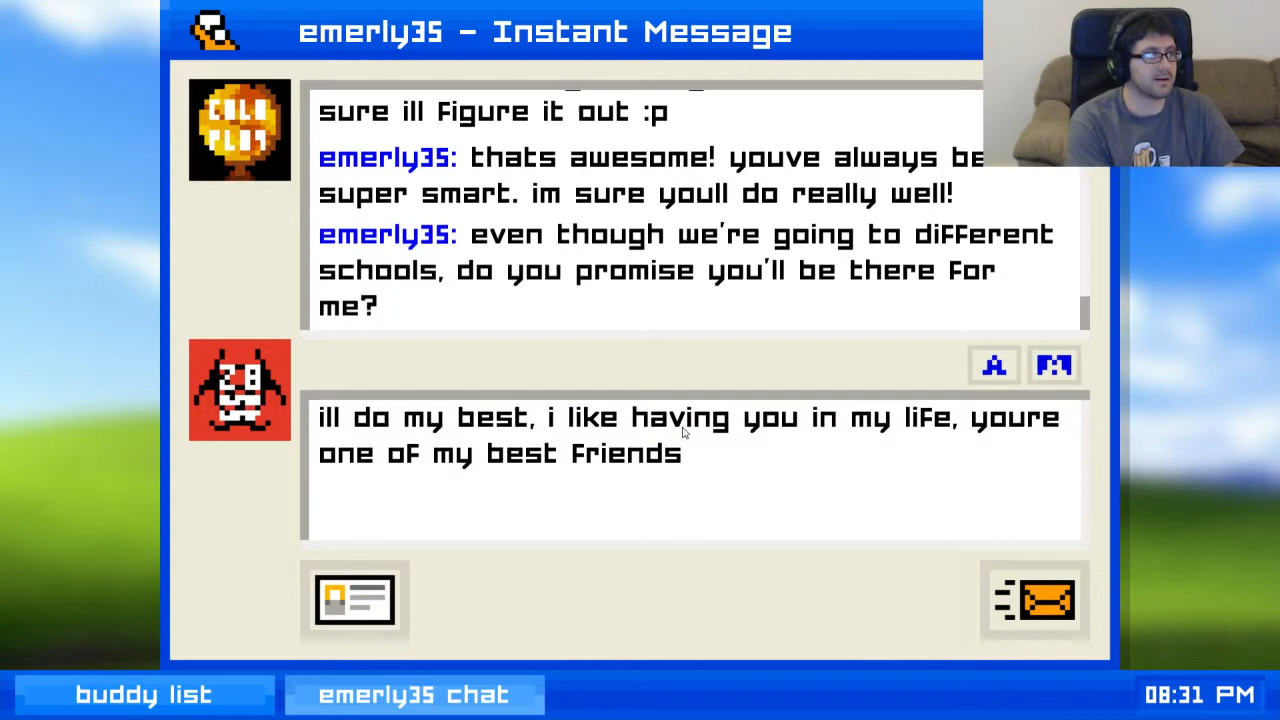 emerly35 - Instant Message
COLD
PLAY
sure ill figure it out :p
emerly35: thats awesome! youve always be
super smart. im sure youll do really well!
emerly35: even though we're going to different
schools, do you promise you'll be there for
me?
A
ill do my best, i like having you in my life, youre
one of my best friends
buddy list
emerly35 chat
08:31 PM